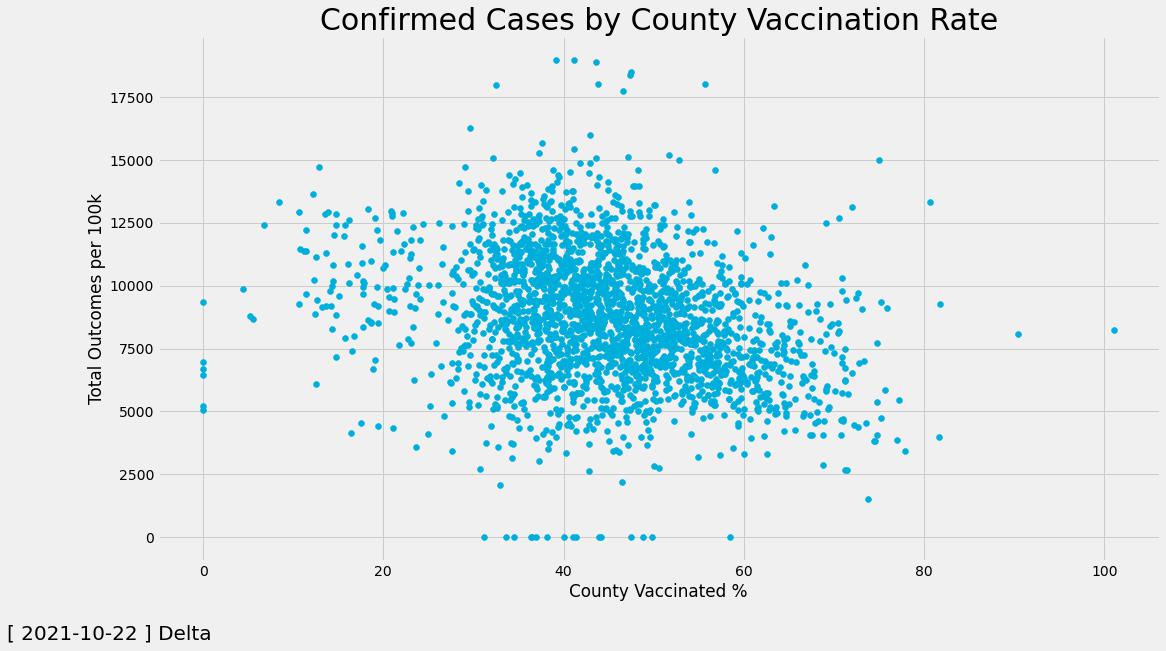 Confirmed Cases by County Vaccination Rate
Total Outcomes per 100k
17500
15000
12500
10000
7500
5000
2500
0
0 20 40 60 80 100
County Vaccinated %
[ 2021-10-22 ] Delta